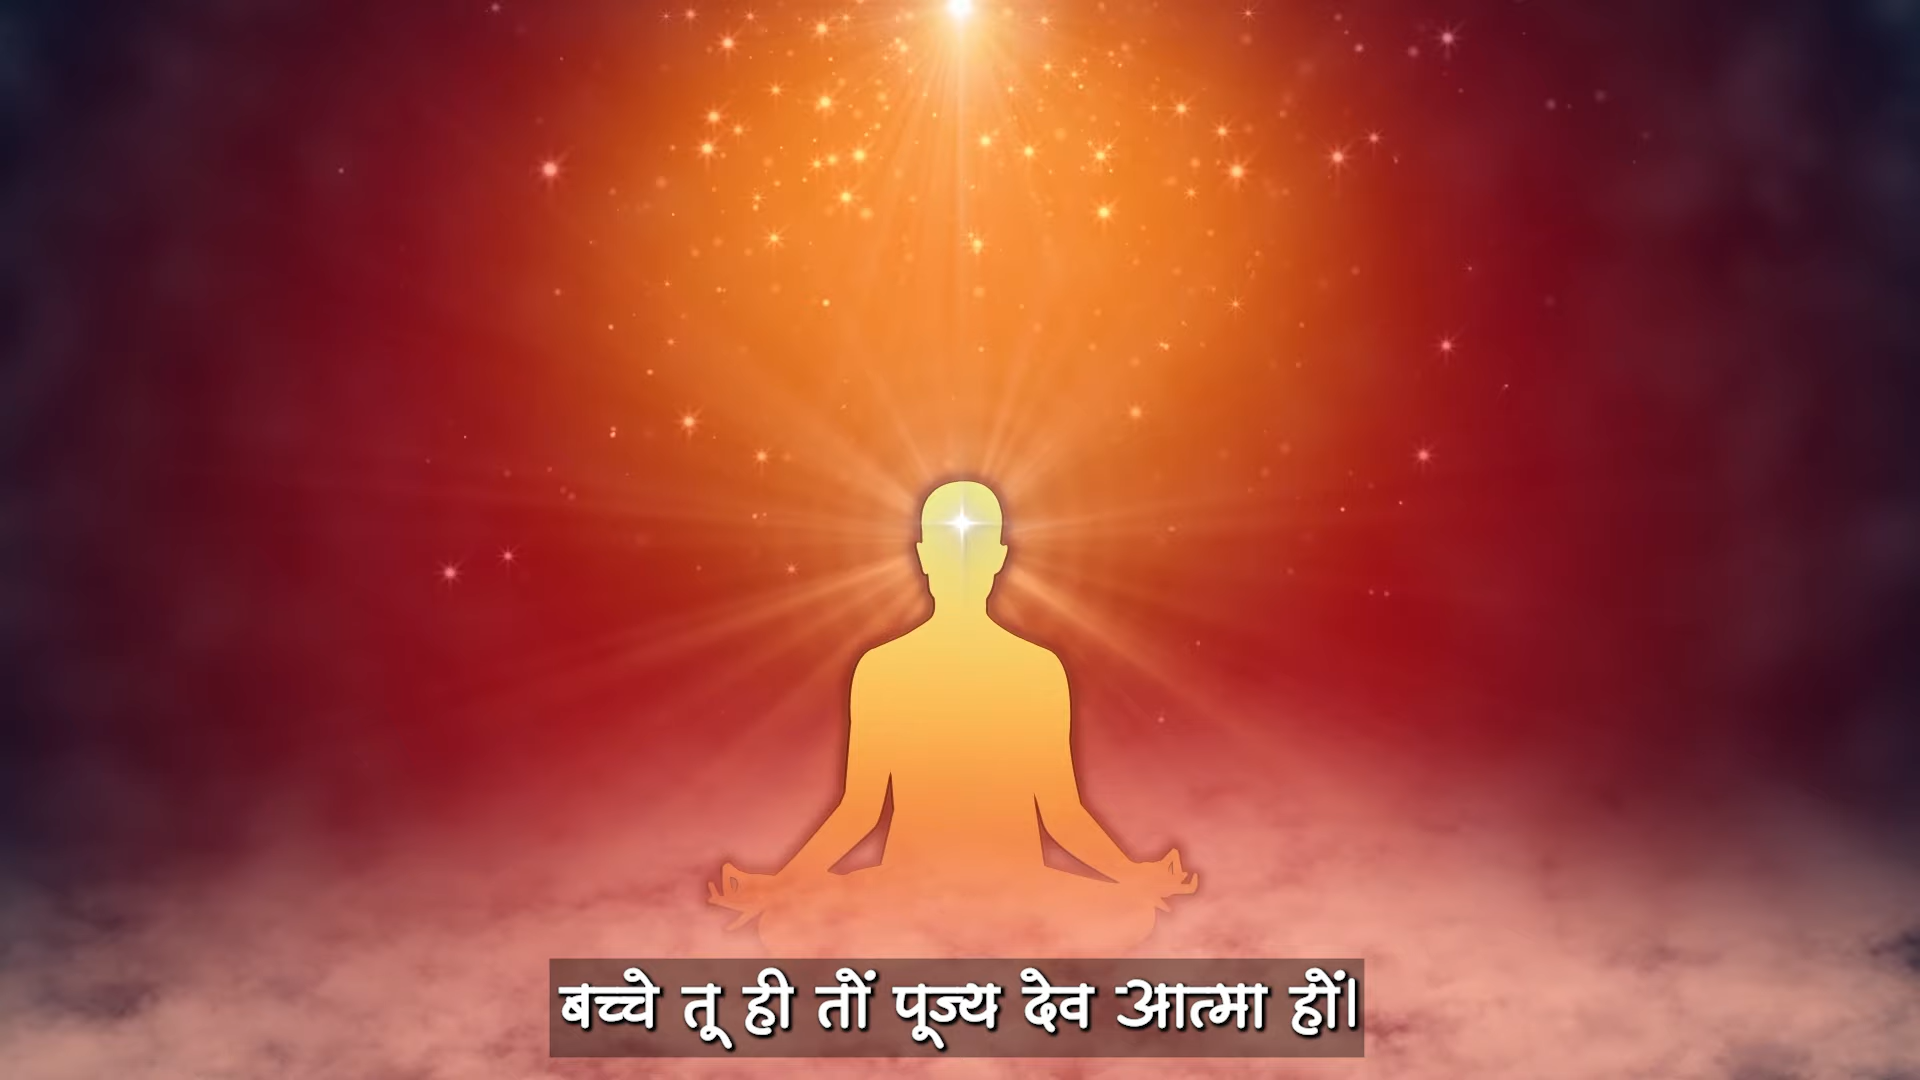 बच्चे तू ही तों पूज्य देव आत्मा हों।